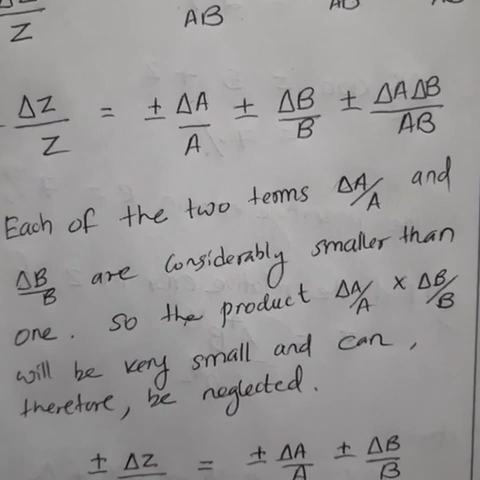 Z
AB
AB
ΔZ/Z = ± ΔA/A ± ΔB/B ± ΔAΔB/AB
Each of the two terms ΔA/A and
ΔB/B are considerably smaller than
one. So the product ΔA/A × ΔB/B
will be very small and can,
therefore, be neglected.
± ΔZ = ± ΔA/A ± ΔB/B